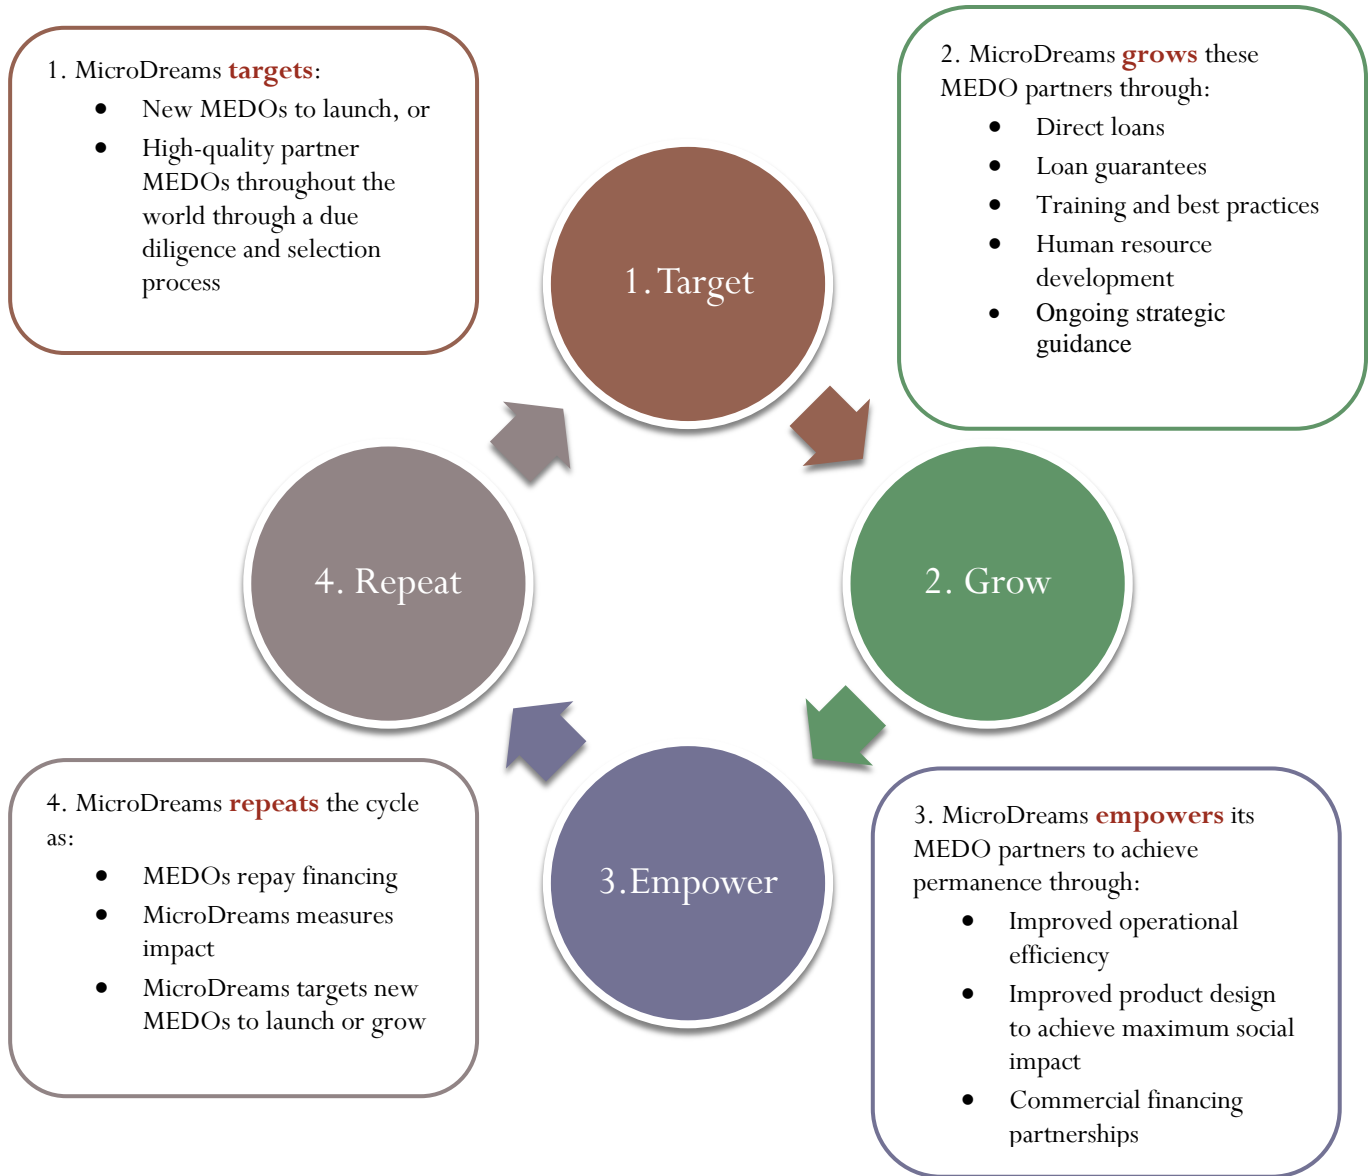 1. MicroDreams targets:
• New MEDOs to launch, or
• High-quality partner
MEDOs throughout the
world through a due
diligence and selection
process
2. MicroDreams grows these
MEDO partners through:
• Direct loans
• Loan guarantees
• Training and best practices
• Human resource
development
• Ongoing strategic
guidance
1. Target
2. Grow
3.Empower
4. Repeat
4. MicroDreams repeats the cycle
as:
• MEDOs repay financing
• MicroDreams measures
impact
• MicroDreams targets new
MEDOs to launch or grow
3. MicroDreams empowers its
MEDO partners to achieve
permanence through:
• Improved operational
efficiency
• Improved product design
to achieve maximum social
impact
• Commercial financing
partnerships